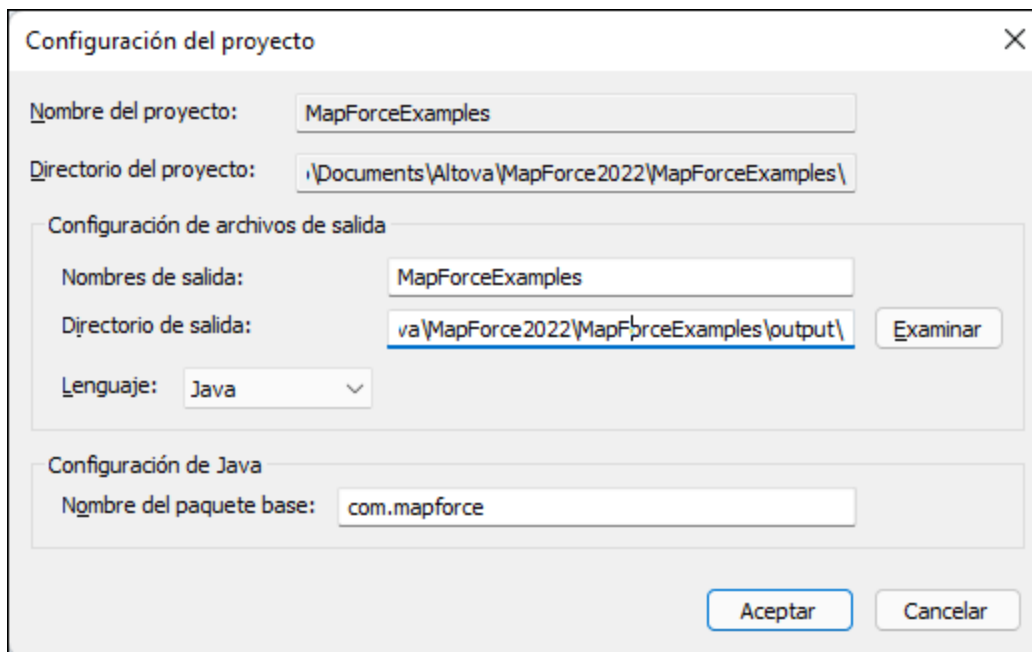 Configuración del proyecto
Nombre del proyecto: MapForceExamples
Directorio del proyecto: \Documents\Altova\MapForce2022\MapForceExamples\
Configuración de archivos de salida
Nombres de salida: MapForceExamples
Directorio de salida: va\MapForce2022\MapForceExamples\output\ Examinar
Lenguaje: Java
Configuración de Java
Nombre del paquete base: com.mapforce
Aceptar Cancelar